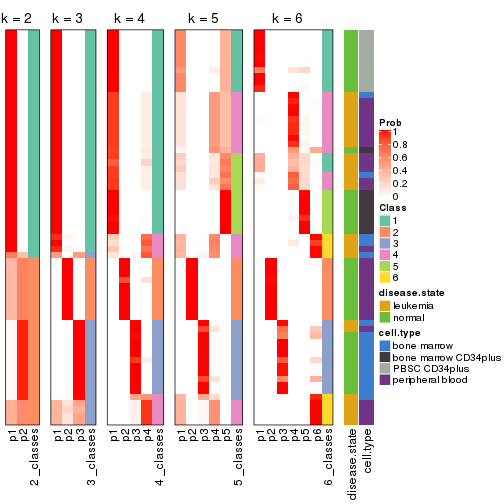 k = 2 k = 3 k = 4 k = 5 k = 6
Prob
1
0.8
0.6
0.4
0.2
0
Class
1
2
3
4
5
6
disease.state
leukemia
normal
cell.type
bone marrow
bone marrow CD34plus
PBSC CD34plus
peripheral blood
p1 p2 2_classes p1 p2 p3 3_classes p1 p2 p3 p4 4_classes p1 p2 p3 p4 p5 5_classes p1 p2 p3 p4 p5 p6 6_classes disease.state cell.type